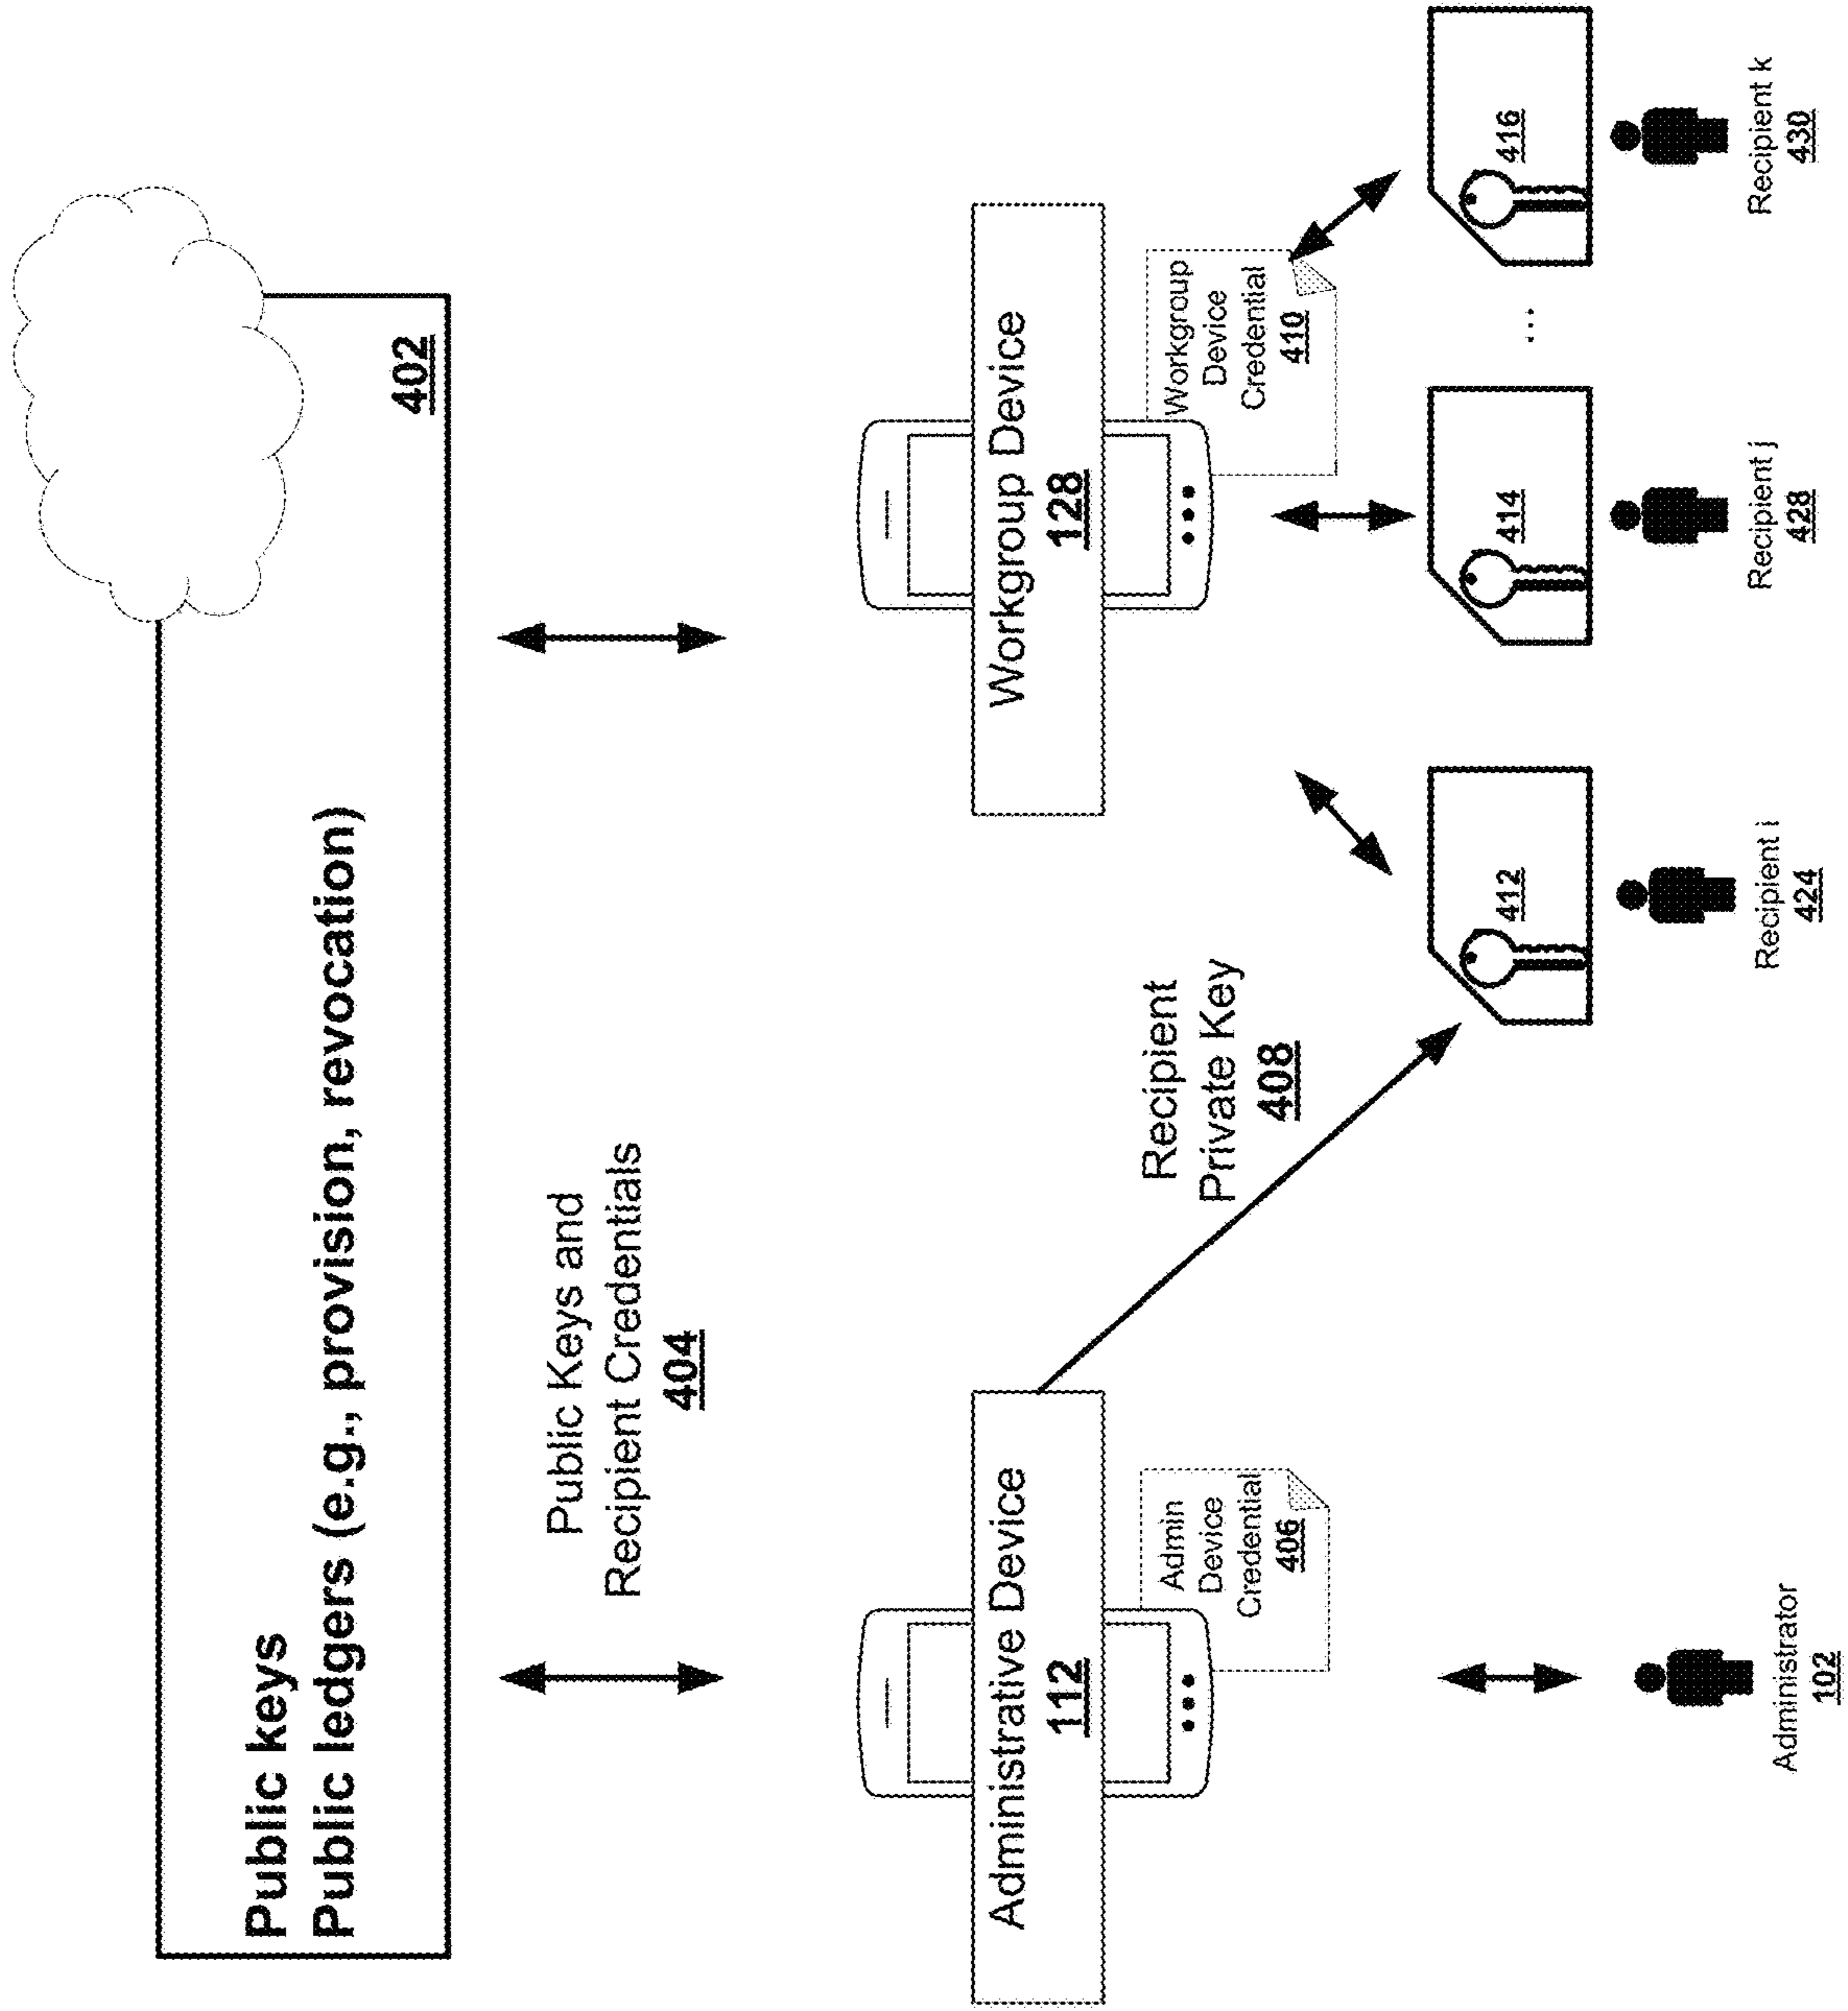 Public keys
Public ledgers (e.g., provision, revocation)
402
Public Keys and
Recipient Credentials
404
Administrative Device
112
Workgroup Device
128
Admin
Device
Credential
406
Workgroup
Device
Credential
410
Recipient
Private Key
408
412
414
...
416
Administrator
102
Recipient i
424
Recipient j
428
Recipient k
430